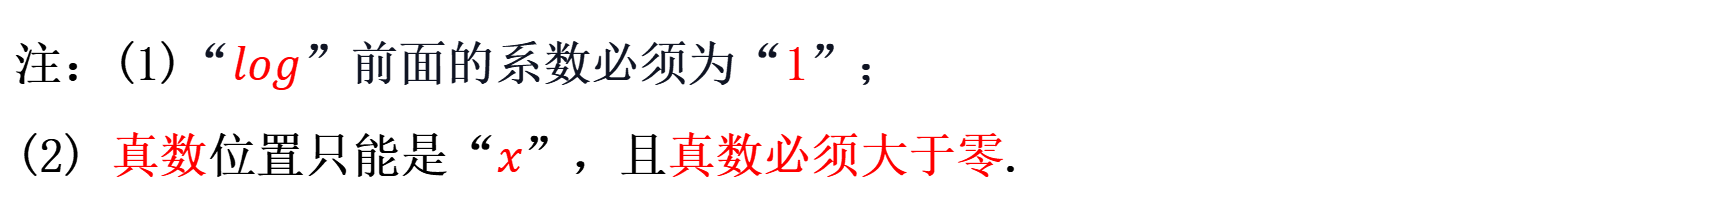 注：(1)“log”前面的系数必须为“1”；
(2) 真数位置只能是“x”，且真数必须大于零.